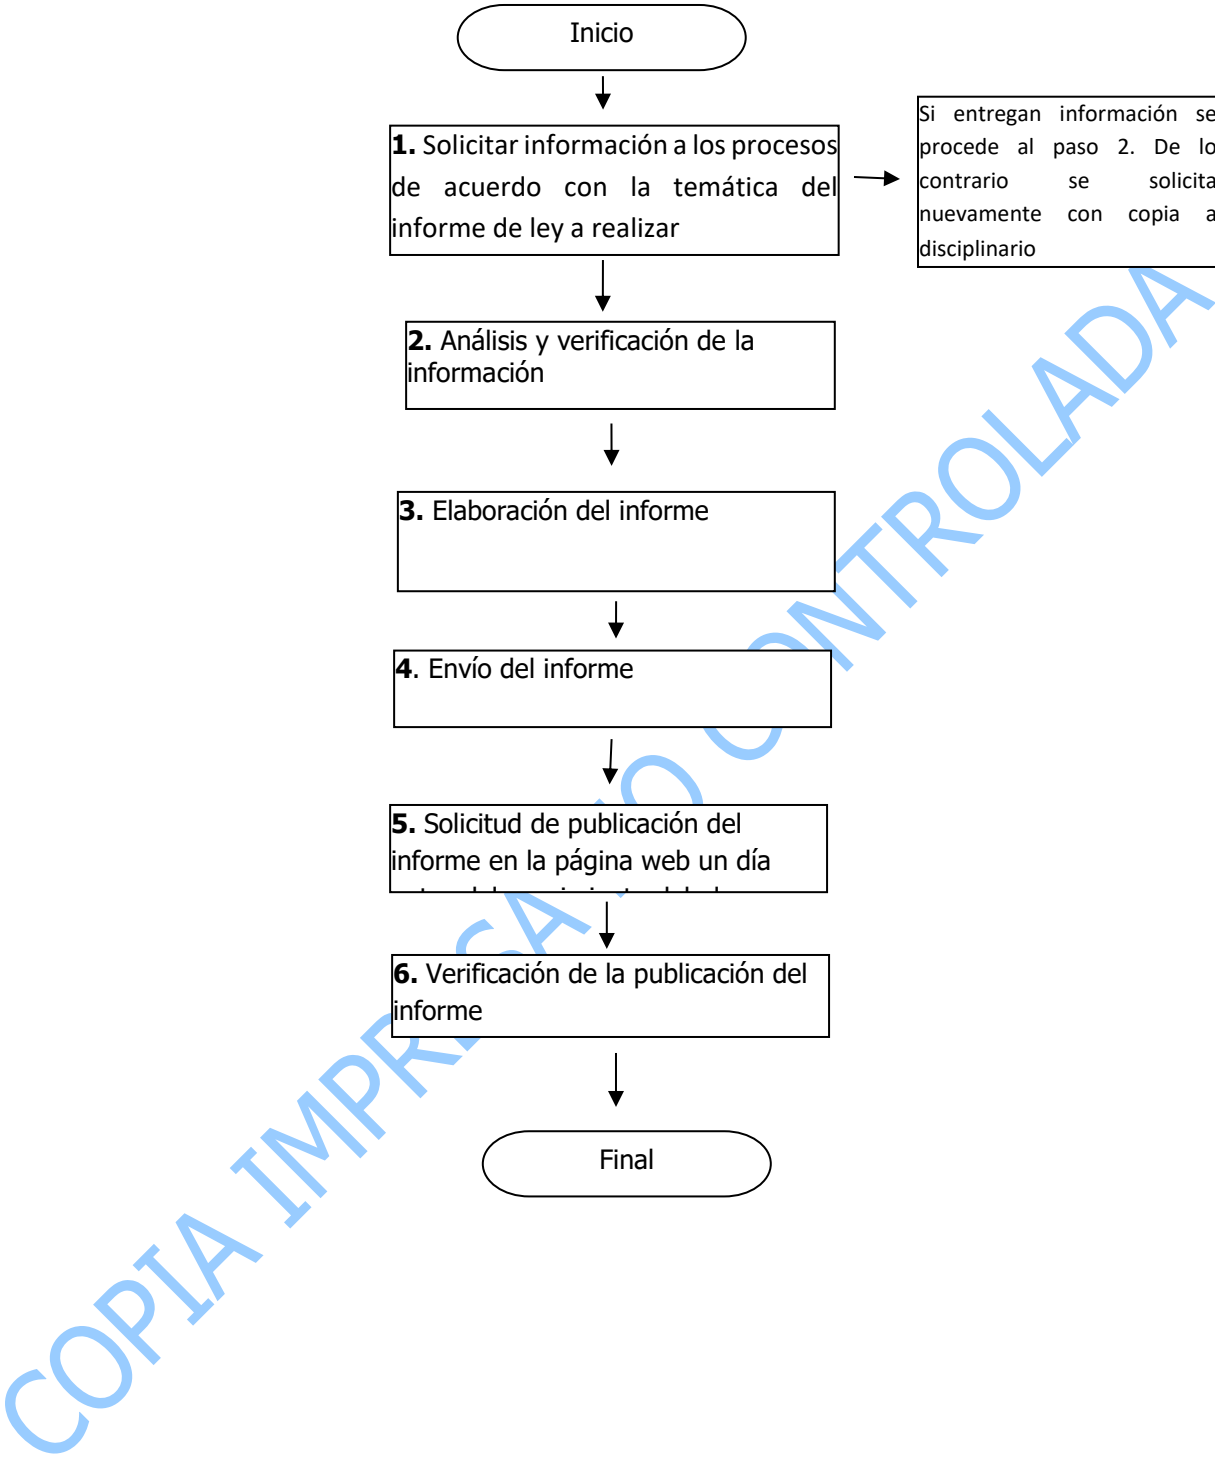 Inicio
1. Solicitar información a los procesos
de acuerdo con la temática del
informe de ley a realizar
Si entregan información se
procede al paso 2. De lo
contrario se solicita
nuevamente con copia a
disciplinario
2. Análisis y verificación de la
información
3. Elaboración del informe
4. Envío del informe
5. Solicitud de publicación del
informe en la página web un día
6. Verificación de la publicación del
informe
Final
COPIA IMPRESA NO CONTROLADA